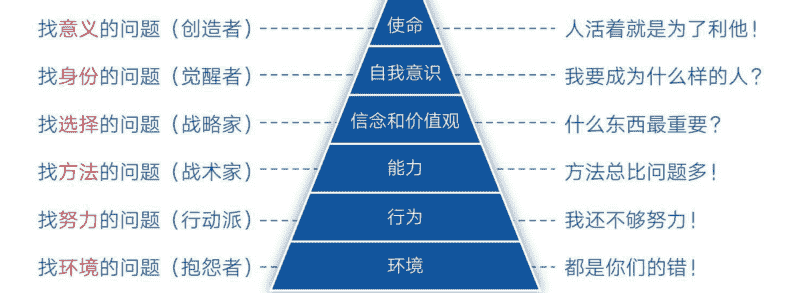 找意义的问题（创造者） 使命 人活着就是为了利他！
找身份的问题（觉醒者） 自我意识 我要成为什么样的人？
找选择的问题（战略家） 信念和价值观 什么东西最重要？
找方法的问题（战术家） 能力 方法总比问题多！
找努力的问题（行动派） 行为 我还不够努力！
找环境的问题（抱怨者） 环境 都是你们的错！